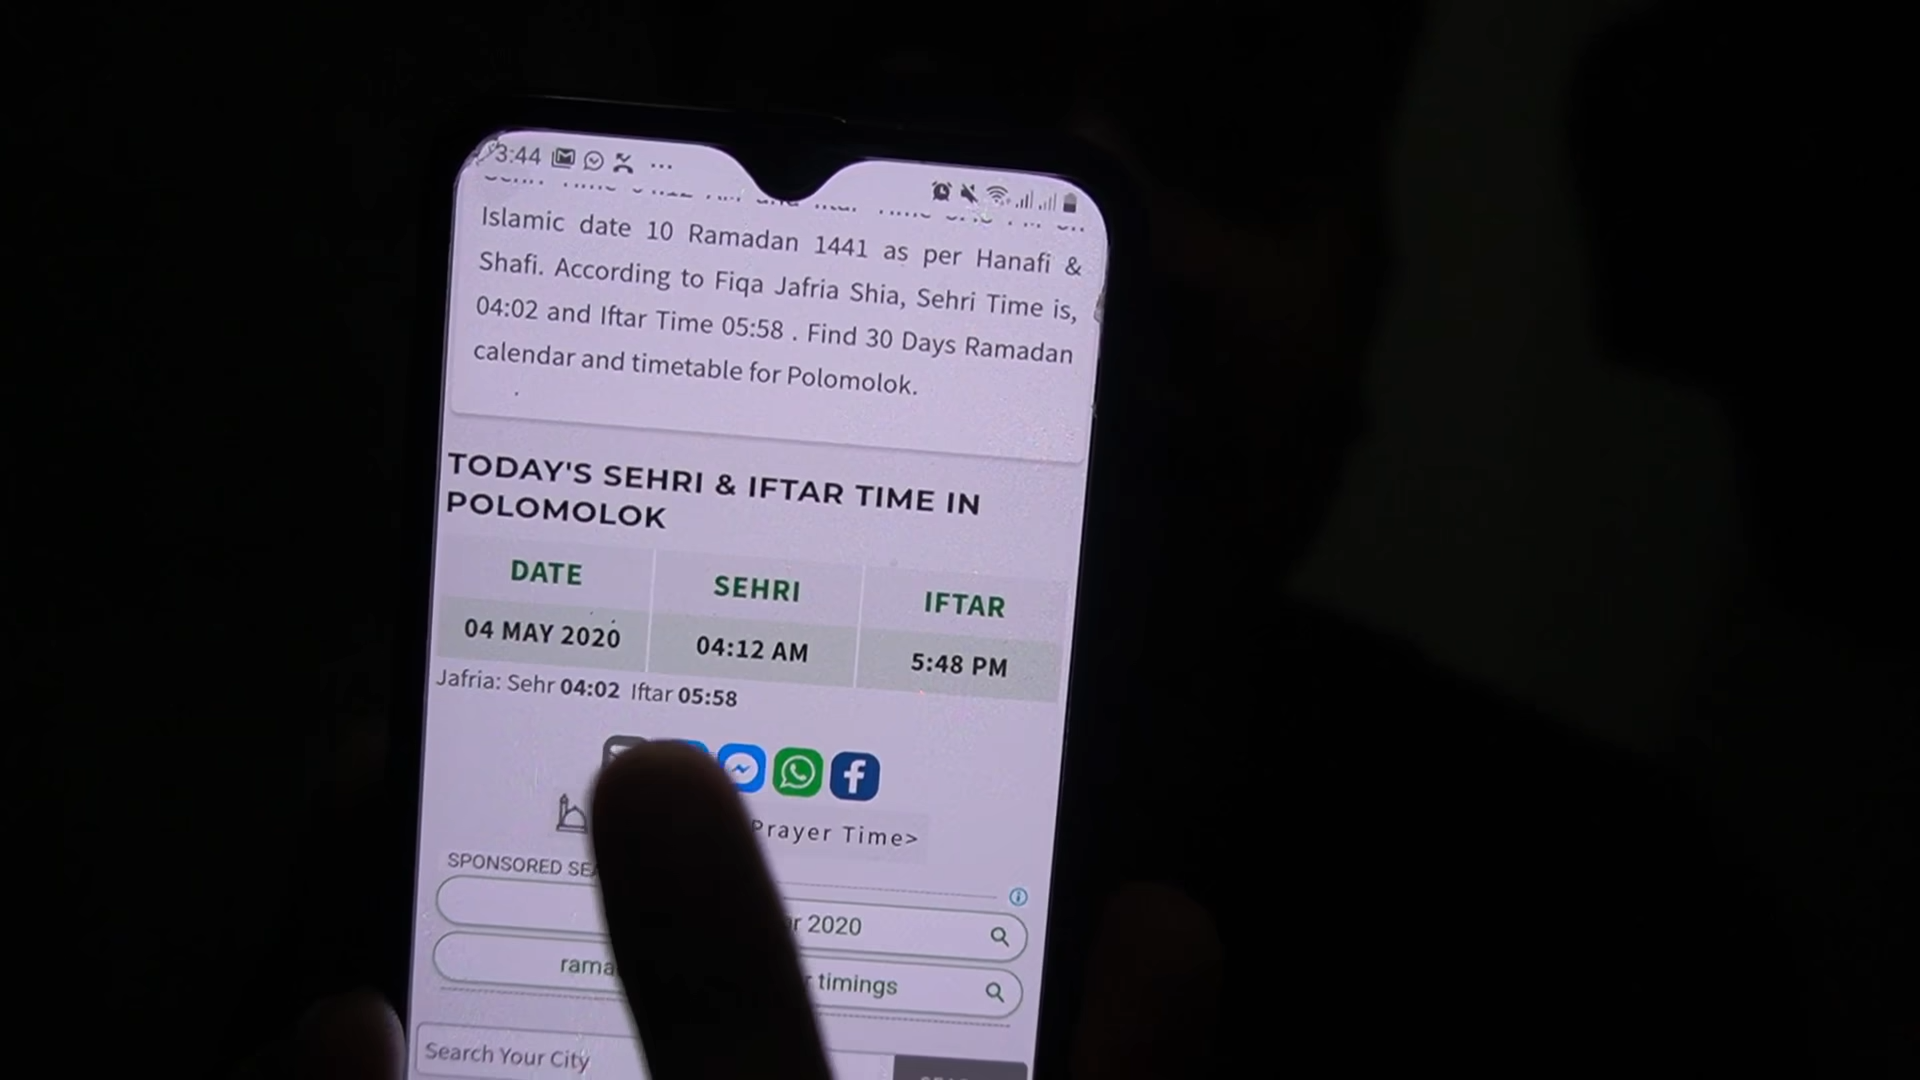 3:44
Islamic date 10 Ramadan 1441 as per Hanafi &
Shafi. According to Fiqa Jafria Shia, Sehri Time is,
04:02 and Iftar Time 05:58 . Find 30 Days Ramadan
calendar and timetable for Polomolok.
TODAY'S SEHRI & IFTAR TIME IN
POLOMOLOK
DATE SEHRI IFTAR
04 MAY 2020 04:12 AM 5:48 PM
Jafria: Sehr 04:02 Iftar 05:58
Prayer Time>
SPONSORED
2020
timings
Search Your City